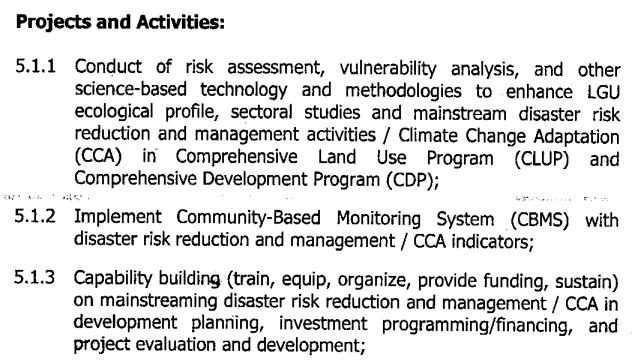 Projects and Activities:
5.1.1 Conduct of risk assessment, vulnerability analysis, and other
science-based technology and methodologies to enhance LGU
ecological profile, sectoral studies and mainstream disaster risk
reduction and management activities / Climate Change Adaptation
(CCA) in Comprehensive Land Use Program (CLUP) and
Comprehensive Development Program (CDP);
5.1.2 Implement Community-Based Monitoring System (CBMS) with
disaster risk reduction and management / CCA indicators;
5.1.3 Capability building (train, equip, organize, provide funding, sustain)
on mainstreaming disaster risk reduction and management / CCA in
development planning, investment programming/financing, and
project evaluation and development;